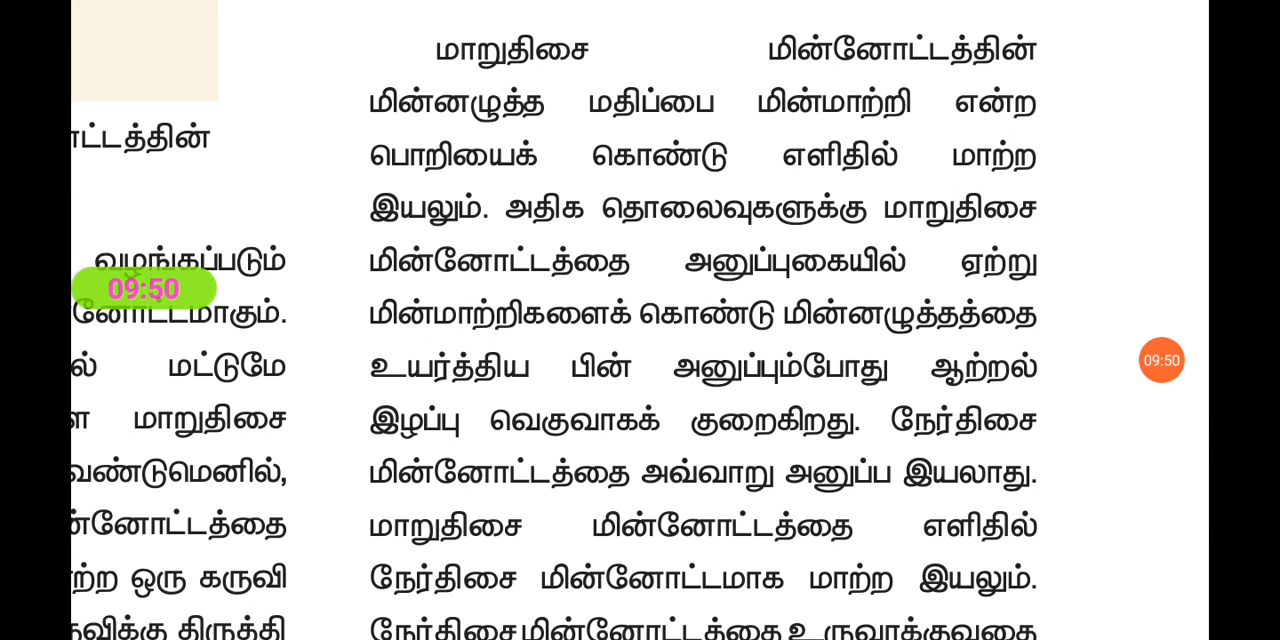 மின்னோட்டத்தின்
வழங்கப்படும்
மட்டுமே
மாறுதிசை
ஒரு கருவி
திருத்தி
09:50
மாறுதிசை மின்னோட்டத்தின்
மின்னழுத்த மதிப்பை மின்மாற்றி என்ற
பொறியைக் கொண்டு எளிதில் மாற்ற
இயலும். அதிக தொலைவுகளுக்கு மாறுதிசை
மின்னோட்டத்தை அனுப்புகையில் ஏற்று
மின்மாற்றிகளைக் கொண்டு மின்னழுத்தத்தை
உயர்த்திய பின் அனுப்பும்போது ஆற்றல்
இழப்பு வெகுவாகக் குறைகிறது. நேர்திசை
மின்னோட்டத்தை அவ்வாறு அனுப்ப இயலாது.
மாறுதிசை மின்னோட்டத்தை எளிதில்
நேர்திசை மின்னோட்டமாக மாற்ற இயலும்.
நேர்திசை மின்னோட்டத்தை உருவாக்குவதை
09:50